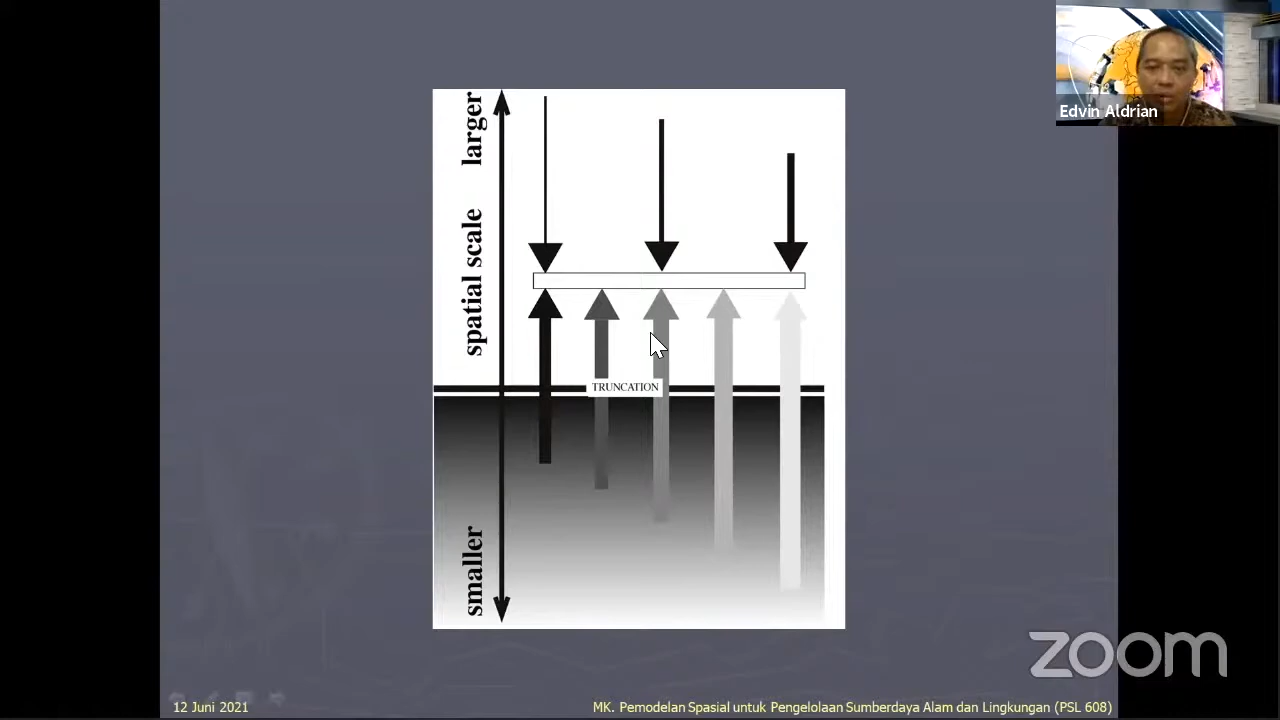 Edvin Aldrian
larger
spatial scale
smaller
TRUNCATION
zoom
12 Juni 2021
MK. Pemodelan Spasial untuk Pengelolaan Sumberdaya Alam dan Lingkungan (PSL 608)